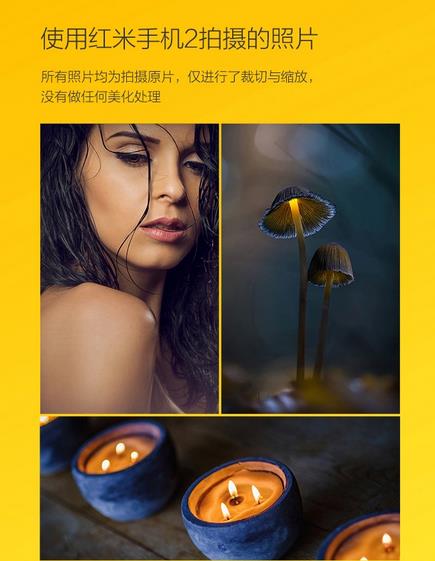 使用红米手机2拍摄的照片
所有照片均为拍摄原片，仅进行了裁切与缩放，
没有做任何美化处理